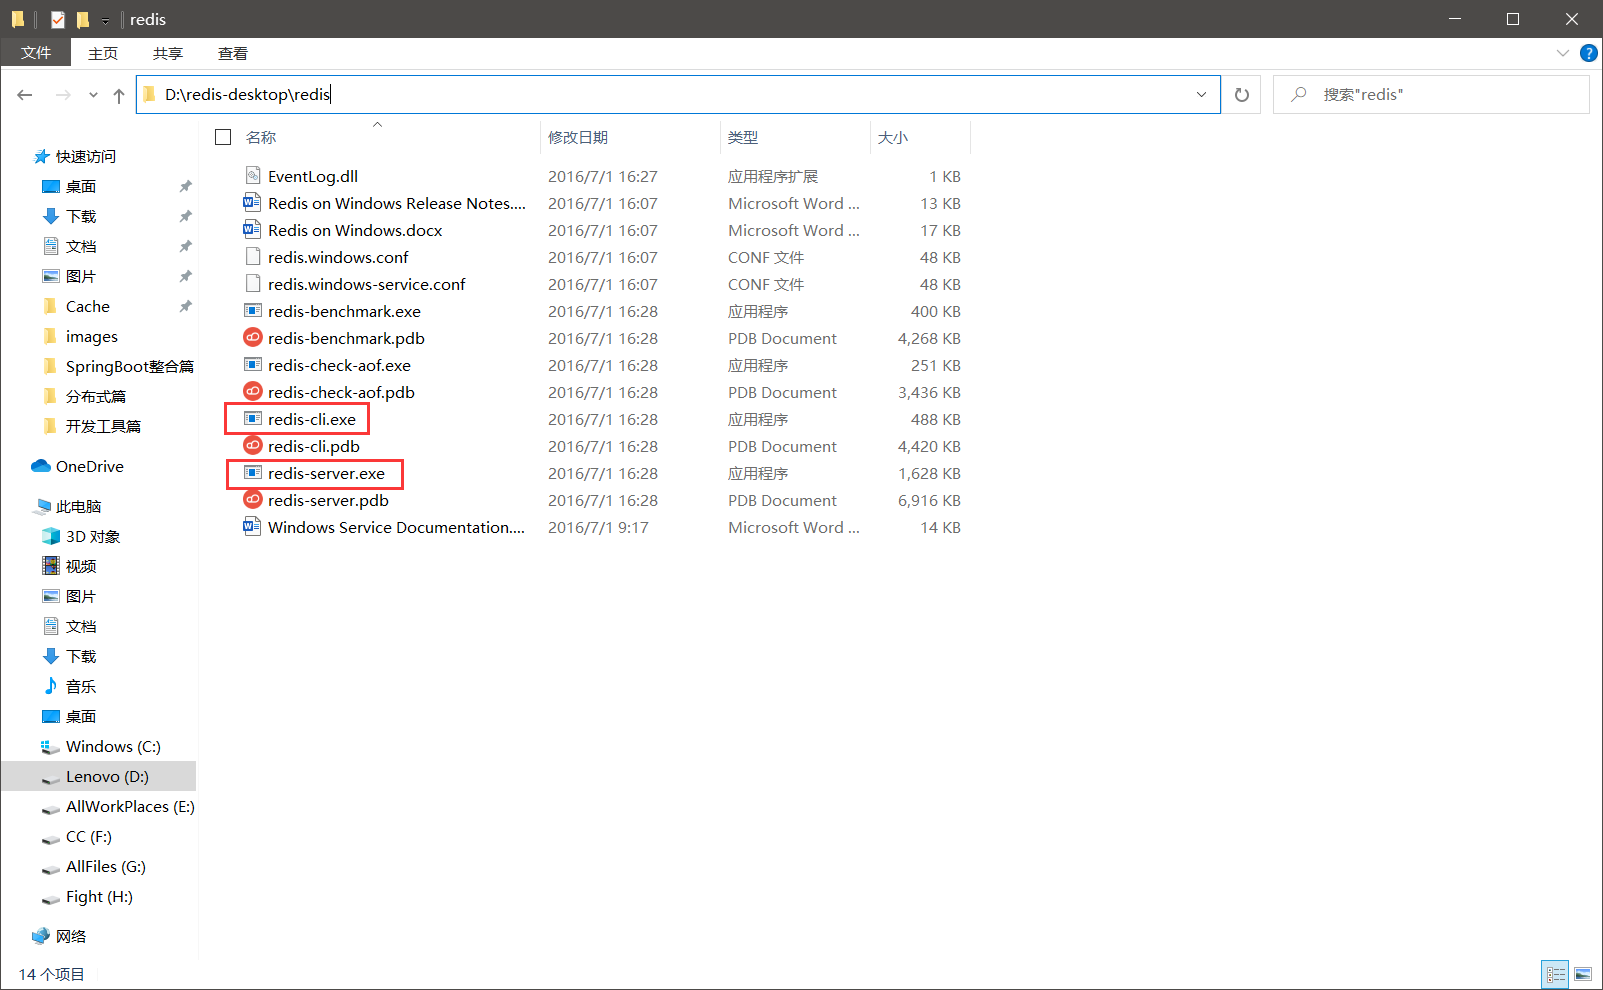 redis
文件 主页 共享 查看
D:\redis-desktop\redis 搜索"redis"
名称 修改日期 类型 大小
快速访问
桌面
下载
文档
图片
Cache
images
SpringBoot整合篇
分布式篇
开发工具篇
OneDrive
此电脑
3D 对象
视频
图片
文档
下载
音乐
桌面
Windows (C:)
Lenovo (D:)
AllWorkPlaces (E:)
CC (F:)
AllFiles (G:)
Fight (H:)
网络
EventLog.dll 2016/7/1 16:27 应用程序扩展 1 KB
Redis on Windows Release Notes.... 2016/7/1 16:07 Microsoft Word ... 13 KB
Redis on Windows.docx 2016/7/1 16:07 Microsoft Word ... 17 KB
redis.windows.conf 2016/7/1 16:07 CONF 文件 48 KB
redis.windows-service.conf 2016/7/1 16:07 CONF 文件 48 KB
redis-benchmark.exe 2016/7/1 16:28 应用程序 400 KB
redis-benchmark.pdb 2016/7/1 16:28 PDB Document 4,268 KB
redis-check-aof.exe 2016/7/1 16:28 应用程序 251 KB
redis-check-aof.pdb 2016/7/1 16:28 PDB Document 3,436 KB
redis-cli.exe 2016/7/1 16:28 应用程序 488 KB
redis-cli.pdb 2016/7/1 16:28 PDB Document 4,420 KB
redis-server.exe 2016/7/1 16:28 应用程序 1,628 KB
redis-server.pdb 2016/7/1 16:28 PDB Document 6,916 KB
Windows Service Documentation.... 2016/7/1 9:17 Microsoft Word ... 14 KB
14 个项目